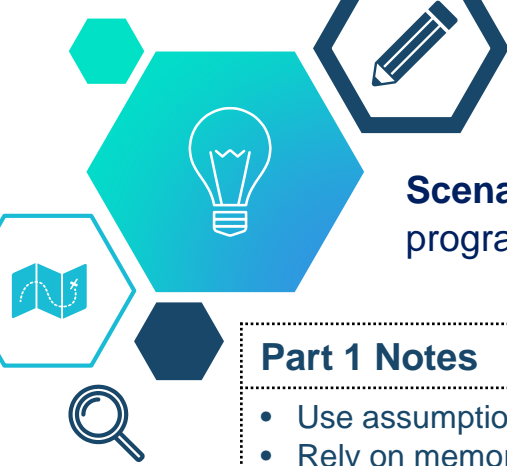 Scena
progra
Part 1 Notes
• Use assumptio
• Rely on memor